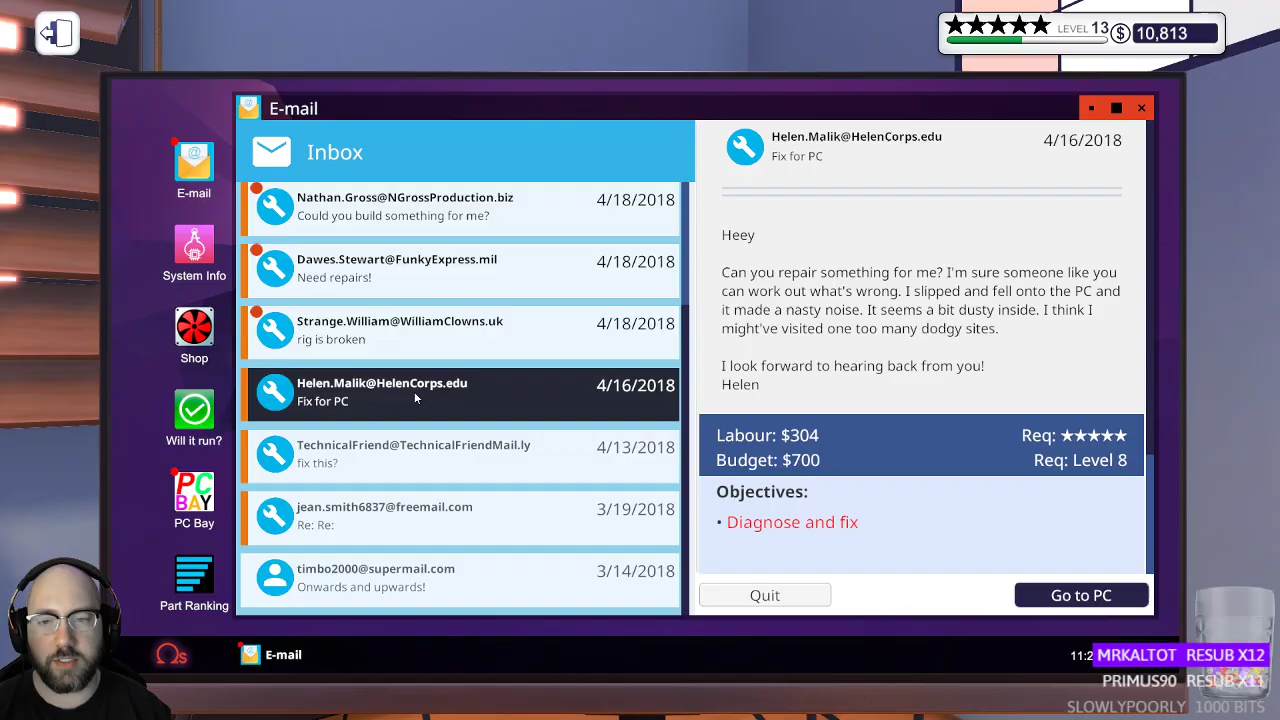 ★★★★★ LEVEL 13 $ 10,813
E-mail
Inbox
Nathan.Gross@NGrossProduction.biz 4/18/2018
Could you build something for me?
Dawes.Stewart@FunkyExpress.mil 4/18/2018
Need repairs!
Strange.William@WilliamClowns.uk 4/18/2018
rig is broken
Helen.Malik@HelenCorps.edu 4/16/2018
Fix for PC
TechnicalFriend@TechnicalFriendMail.ly 4/13/2018
fix this?
jean.smith6837@freemail.com 3/19/2018
Re: Re:
timbo2000@supermail.com 3/14/2018
Onwards and upwards!
Helen.Malik@HelenCorps.edu 4/16/2018
Fix for PC
Heey
Can you repair something for me? I'm sure someone like you
can work out what's wrong. I slipped and fell onto the PC and
it made a nasty noise. It seems a bit dusty inside. I think I
might've visited one too many dodgy sites.
I look forward to hearing back from you!
Helen
Labour: $304 Req: ★★★★★
Budget: $700 Req: Level 8
Objectives:
• Diagnose and fix
Quit
Go to PC
E-mail
System Info
Shop
Will it run?
PC BAY
PC Bay
Part Ranking
Ωs
E-mail
11:2
MRKALTOT RESUB X12
PRIMUS90 RESUB X11
SLOWLYPOORLY 1000 BITS